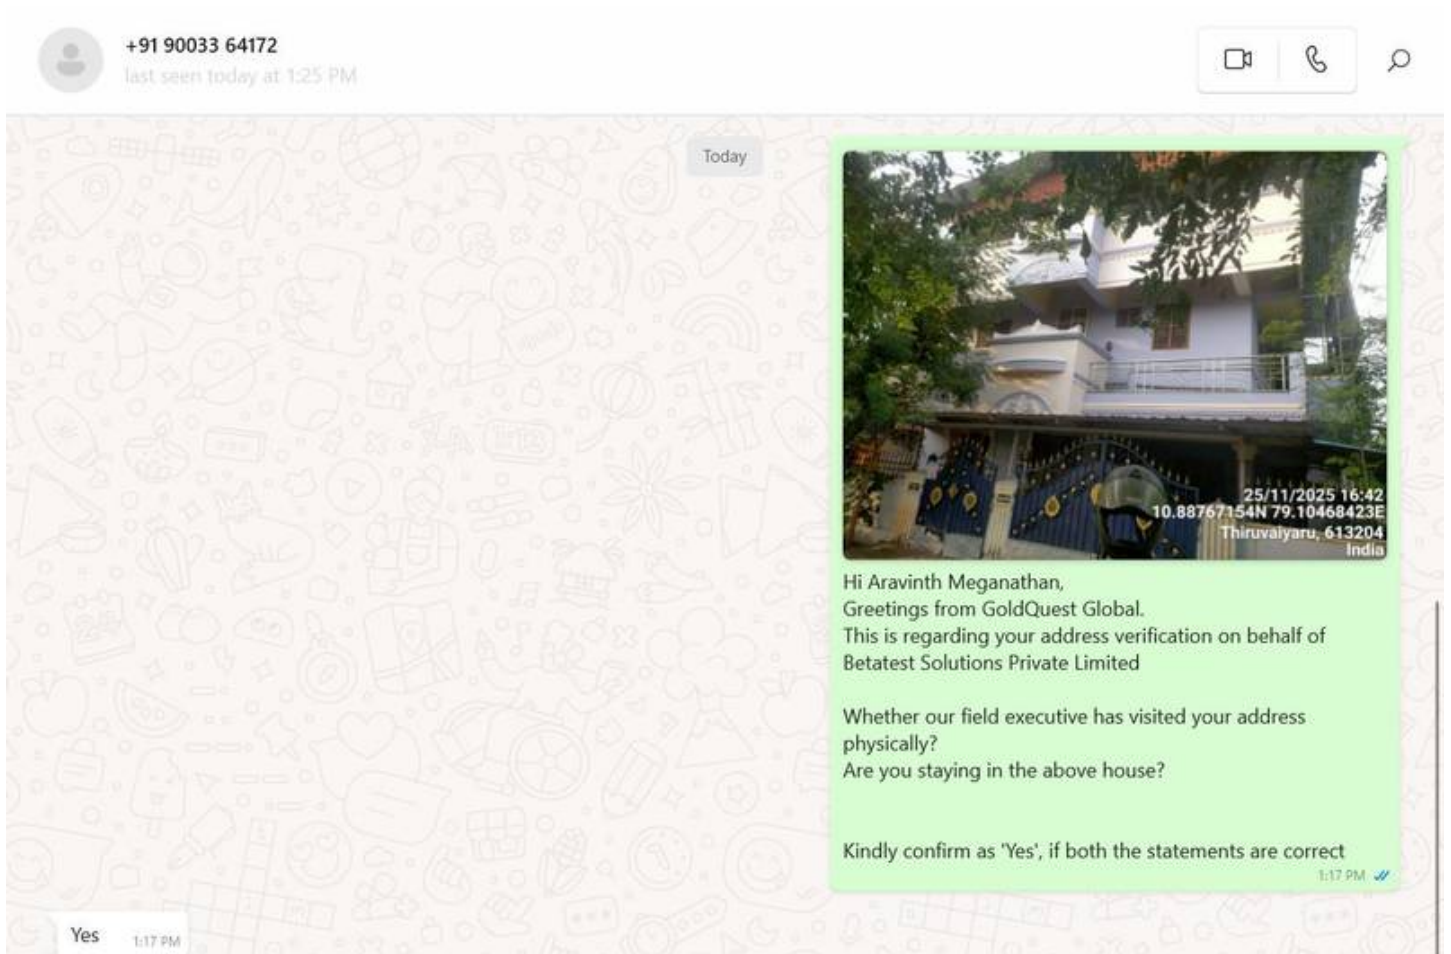 +91 90033 64172
last seen today at 1:25 PM
Today
25/11/2025 16:42
10.88767154N 79.10468423E
Thiruvaiyaru, 613204
India
Hi Aravinth Meganathan,
Greetings from GoldQuest Global.
This is regarding your address verification on behalf of
Betatest Solutions Private Limited
Whether our field executive has visited your address
physically?
Are you staying in the above house?
Kindly confirm as 'Yes', if both the statements are correct
1:17 PM
Yes
1:17 PM